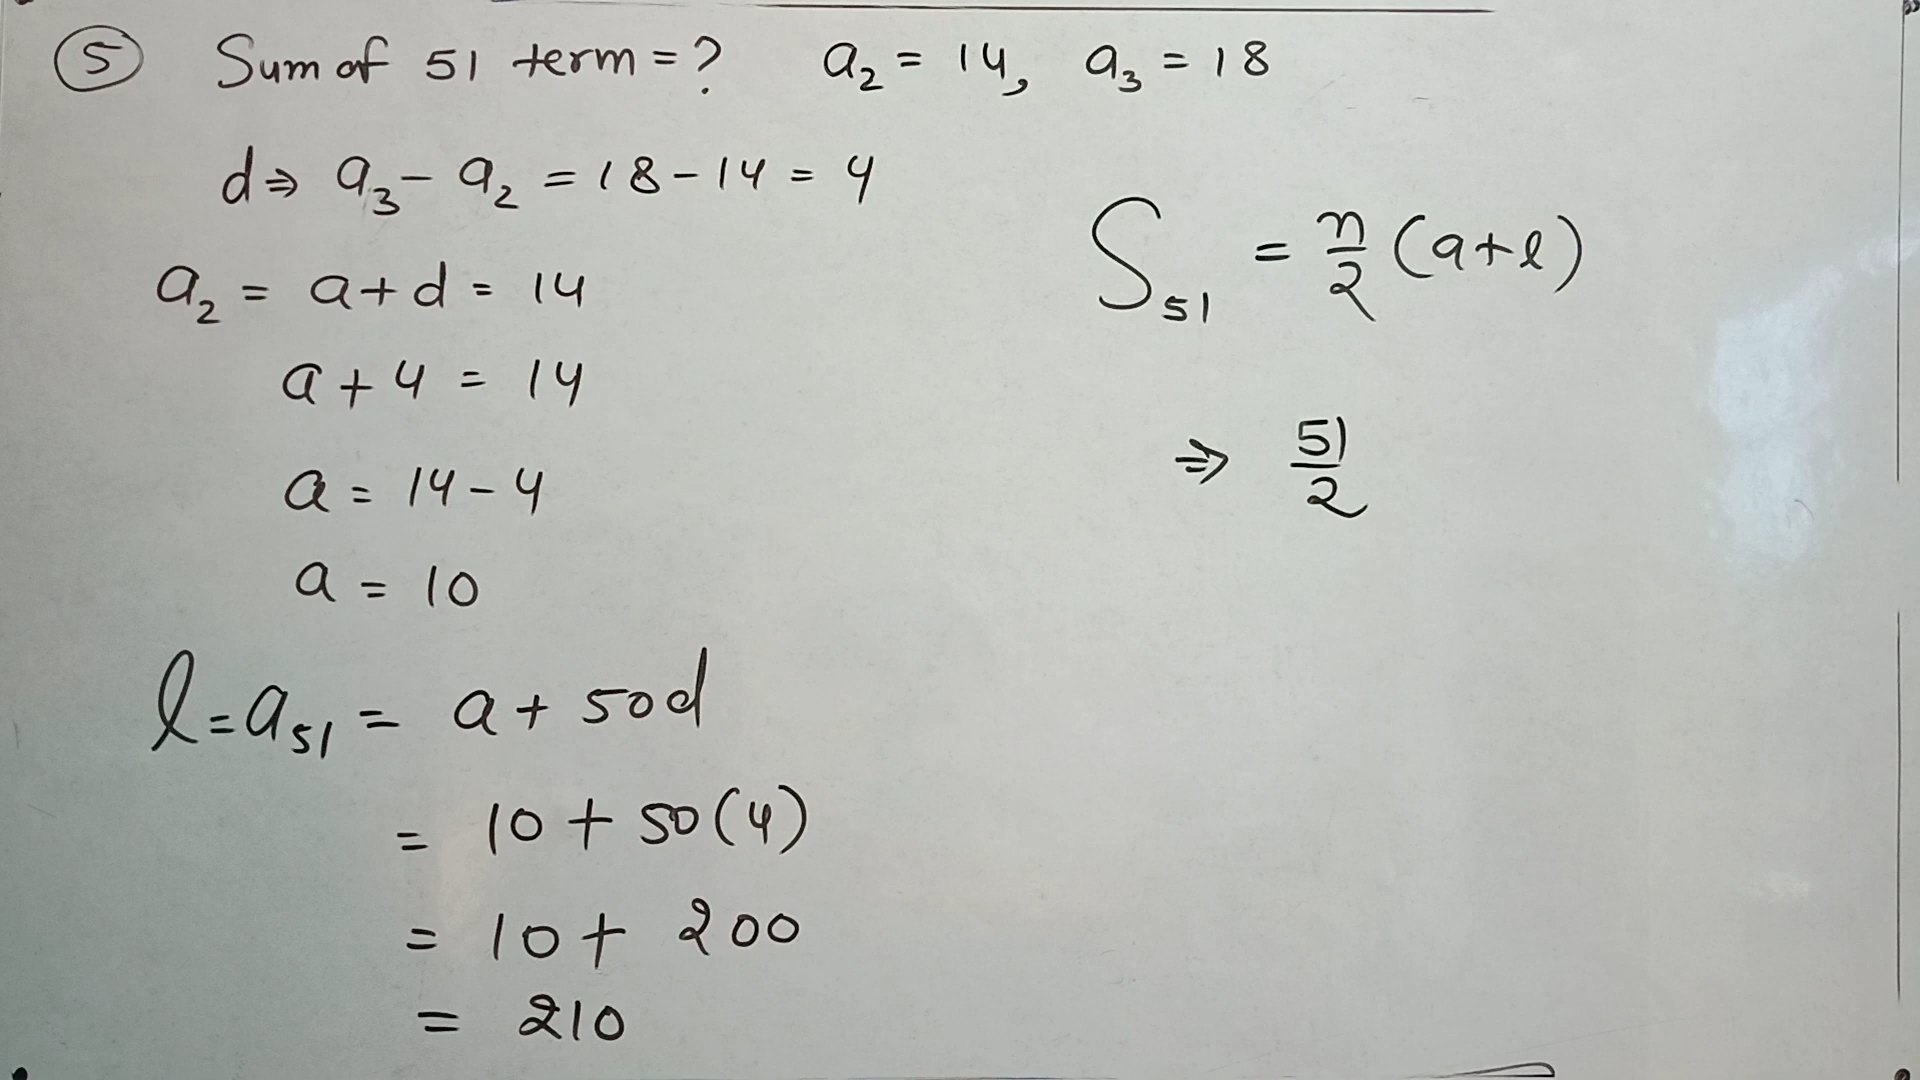 ⑤ Sum of 51 term = ? a₂ = 14, a₃ = 18
d ⇒ a₃ - a₂ = 18 - 14 = 4
a₂ = a + d = 14
a + 4 = 14
a = 14 - 4
a = 10
l = a₅₁ = a + 50d
= 10 + 50(4)
= 10 + 200
= 210
S₅₁ = n/2 (a + l)
⇒ 51/2